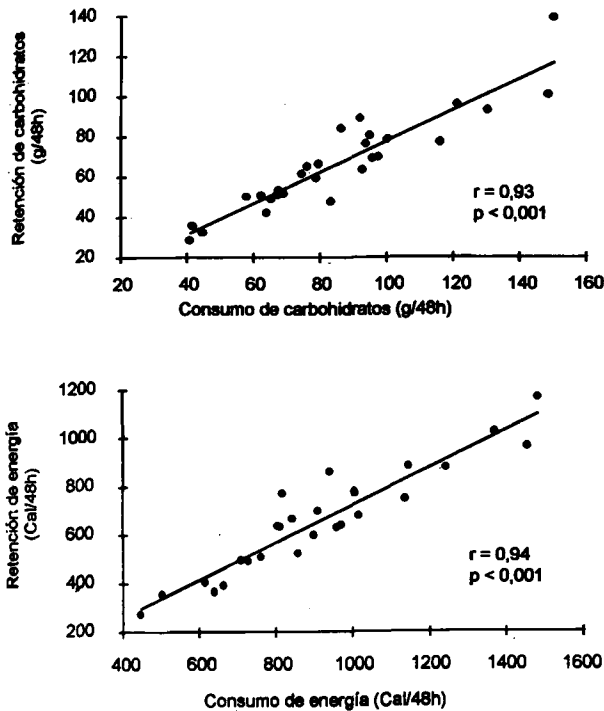 Retención de carbohidratos
(g/48h)
140
120
100
80
60
40
20
r = 0,93
p < 0,001
20 40 60 80 100 120 140 160
Consumo de carbohidratos (g/48h)
Retención de energía
(Cal/48h)
1200
1000
800
600
400
200
r = 0,94
p < 0,001
400 600 800 1000 1200 1400 1600
Consumo de energía (Cal/48h)